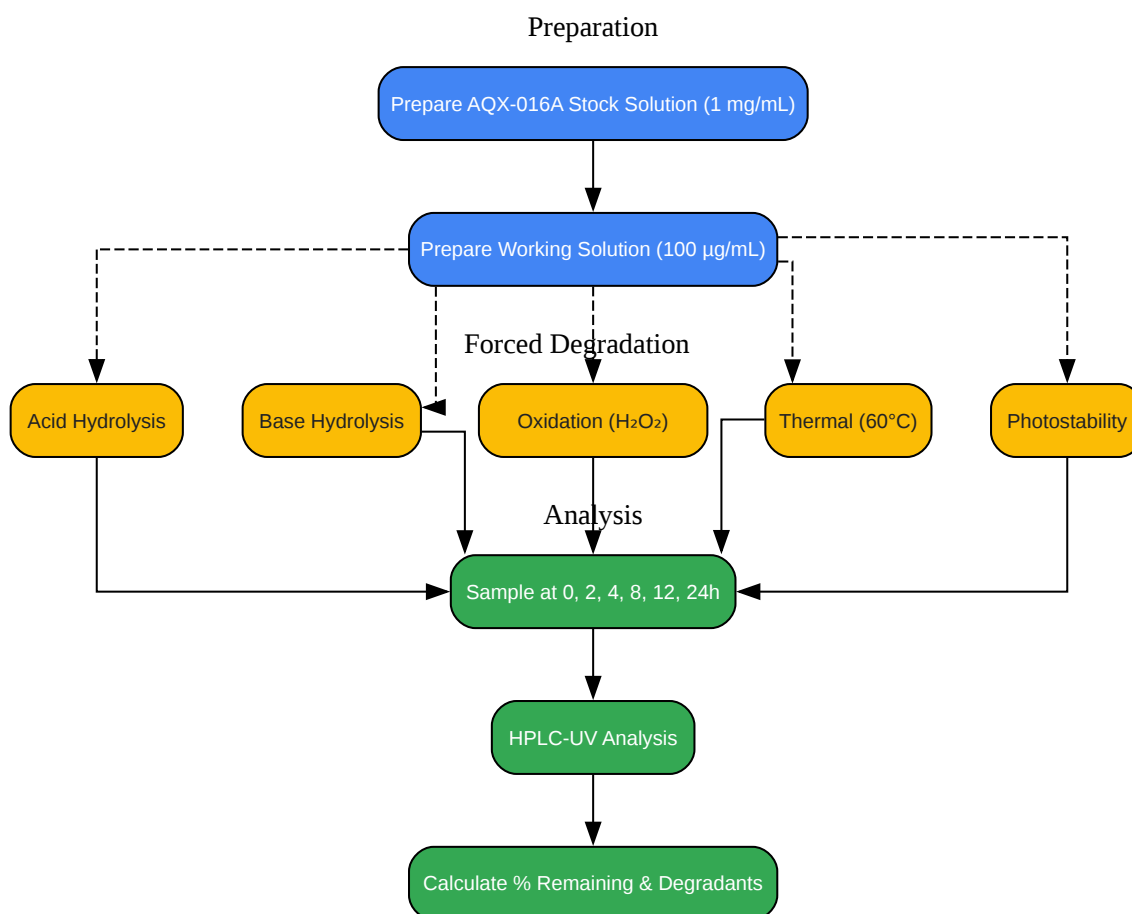 Preparation
Prepare AQX-016A Stock Solution (1 mg/mL)
Prepare Working Solution (100 µg/mL)
Forced Degradation
Acid Hydrolysis
Base Hydrolysis
Oxidation (H₂O₂)
Thermal (60°C)
Photostability
Analysis
Sample at 0, 2, 4, 8, 12, 24h
HPLC-UV Analysis
Calculate % Remaining & Degradants